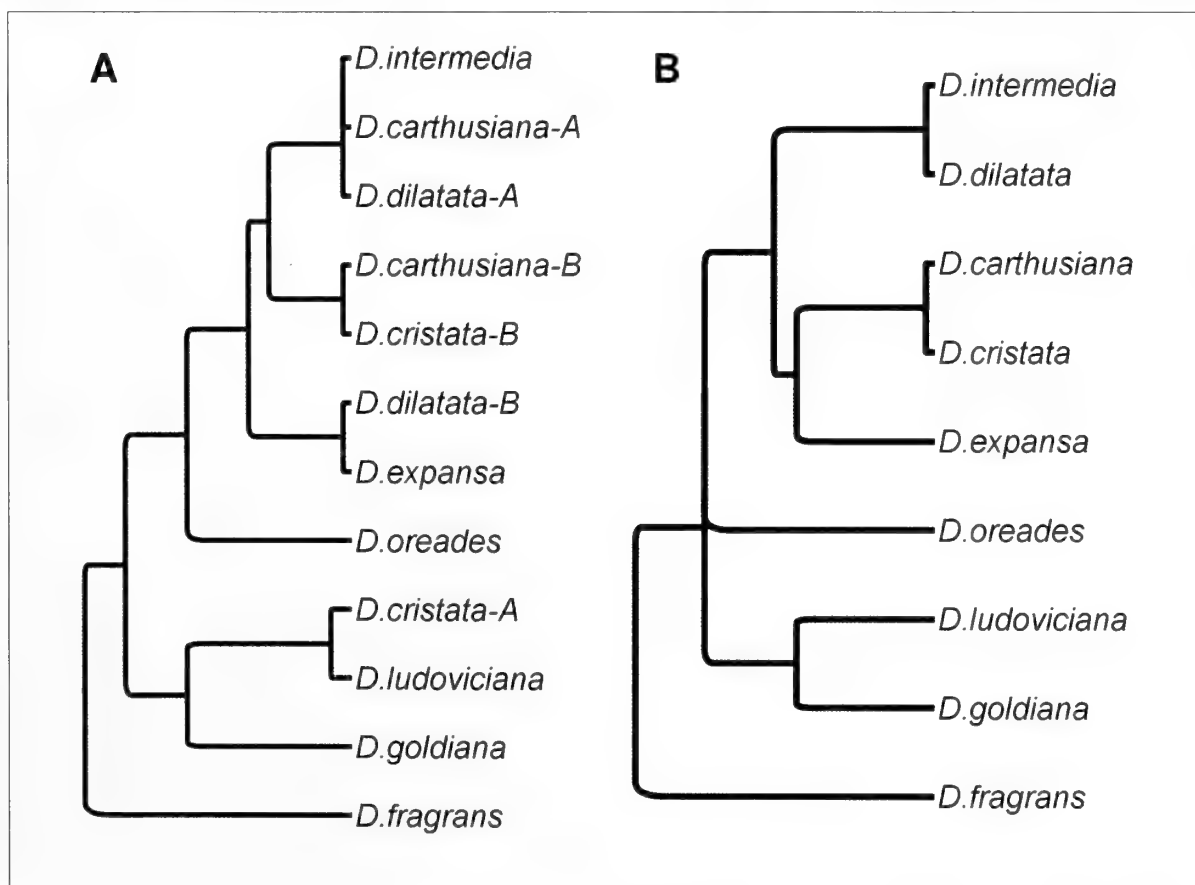 A
D.intermedia
D.carthusiana-A
D.dilatata-A
D.carthusiana-B
D.cristata-B
D.dilatata-B
D.expansa
D.oreades
D.cristata-A
D.ludoviciana
D.goldiana
D.fragrans
B
D.intermedia
D.dilatata
D.carthusiana
D.cristata
D.expansa
D.oreades
D.ludoviciana
D.goldiana
D.fragrans